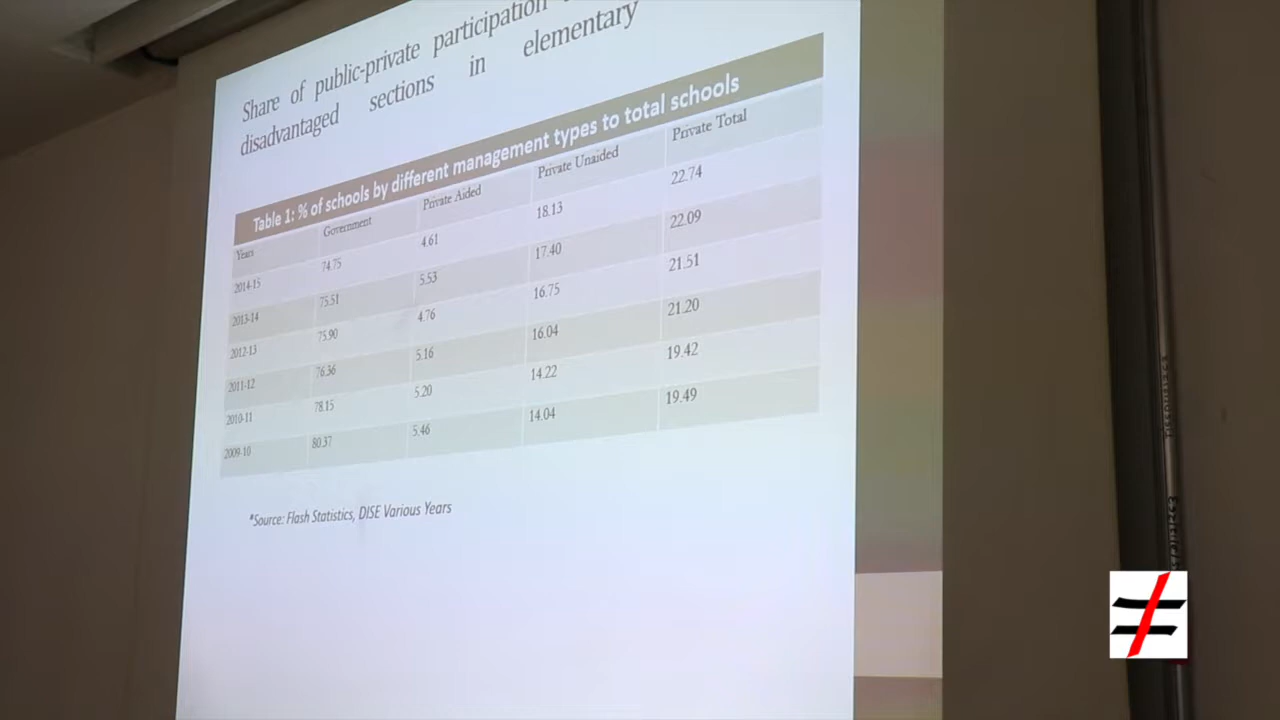 Share of public-private participation
disadvantaged sections in elementary
Table 1: % of schools by different management types to total schools
Years Government Private Aided Private Unaided Private Total
2014-15 74.75 4.61 18.13 22.74
2013-14 75.51 5.53 17.40 22.09
2012-13 75.90 4.76 16.75 21.51
2011-12 76.36 5.16 16.04 21.20
2010-11 78.15 5.20 14.22 19.42
2009-10 80.37 5.46 14.04 19.49
*Source: Flash Statistics, DISE Various Years